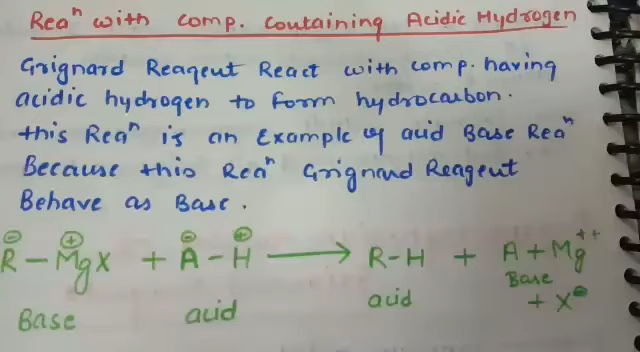 Reaⁿ with comp. containing Acidic Hydrogen
Grignard Reagent React with comp. having
acidic hydrogen to form hydrocarbon.
this Reaⁿ is an Example of acid Base Reaⁿ
Because this Reaⁿ Grignard Reagent
Behave as Base.
R⊖ – Mg⊕x + A⊖ – H⊕ ⟶ R-H + A + Mg⁺⁺
Base acid acid Base + X⊖